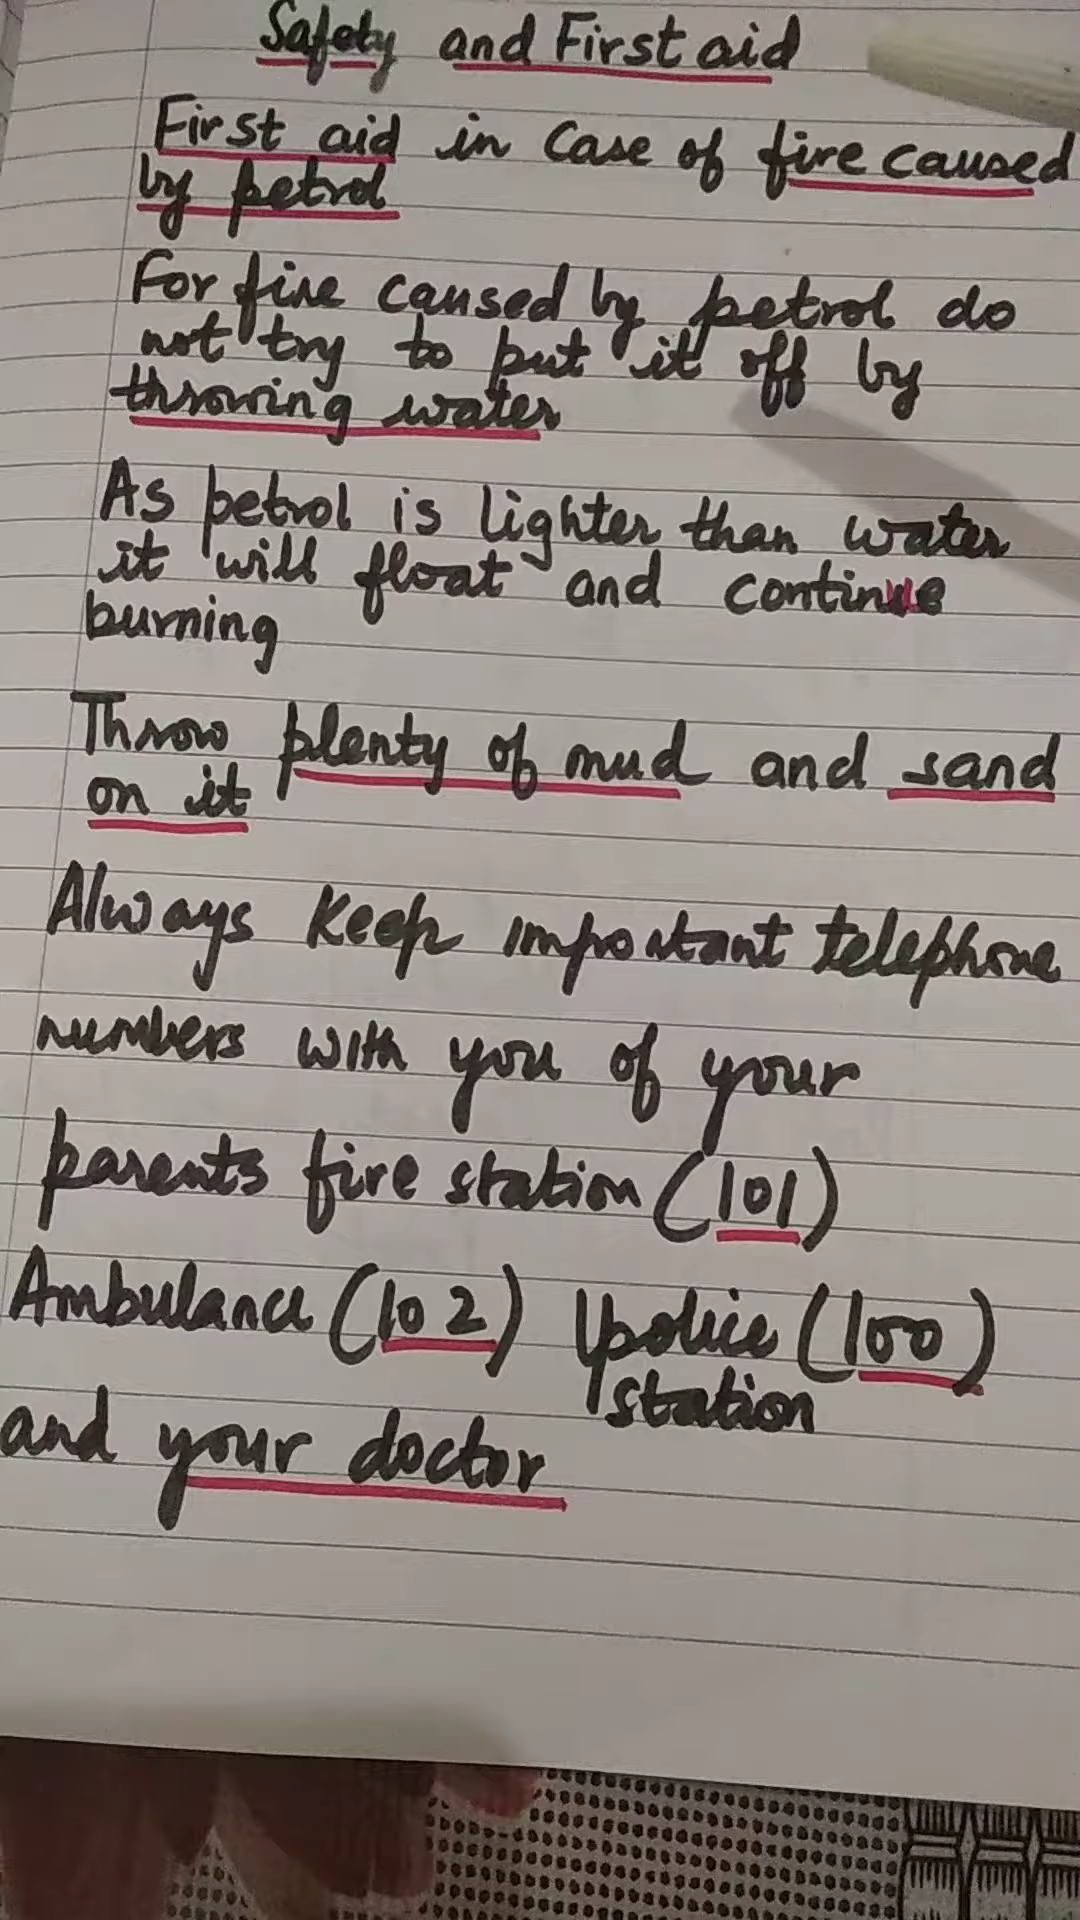 Safety and First aid
First aid in case of fire caused
by petrol
For fire caused by petrol do
not try to put it off by
throwing water
As petrol is lighter than water
it will float and continue
burning
Throw plenty of mud and sand
on it
Always keep important telephone
numbers with you of your
parents fire station (101)
Ambulance (102) police (100)
station
and your doctor